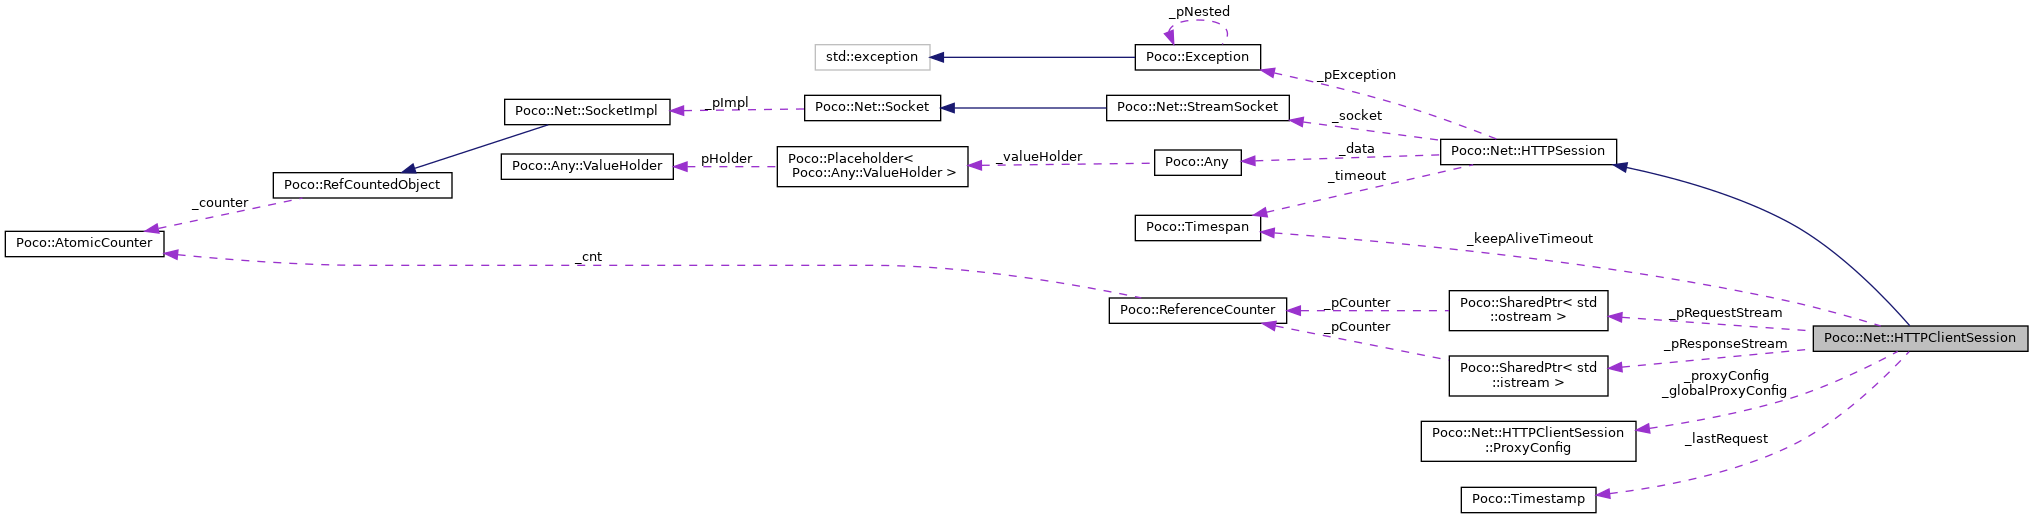 _pNested
std::exception
Poco::Exception
_pException
Poco::Net::SocketImpl
_pImpl
Poco::Net::Socket
Poco::Net::StreamSocket
_socket
Poco::Net::HTTPSession
Poco::Any::ValueHolder
pHolder
Poco::Placeholder<
Poco::Any::ValueHolder >
_valueHolder
Poco::Any
_data
_timeout
Poco::RefCountedObject
_counter
Poco::AtomicCounter
Poco::Timespan
_keepAliveTimeout
_cnt
Poco::ReferenceCounter
_pCounter
_pCounter
Poco::SharedPtr< std
::ostream >
_pRequestStream
Poco::Net::HTTPClientSession
_pResponseStream
Poco::SharedPtr< std
::istream >
_proxyConfig
_globalProxyConfig
Poco::Net::HTTPClientSession
::ProxyConfig
_lastRequest
Poco::Timestamp